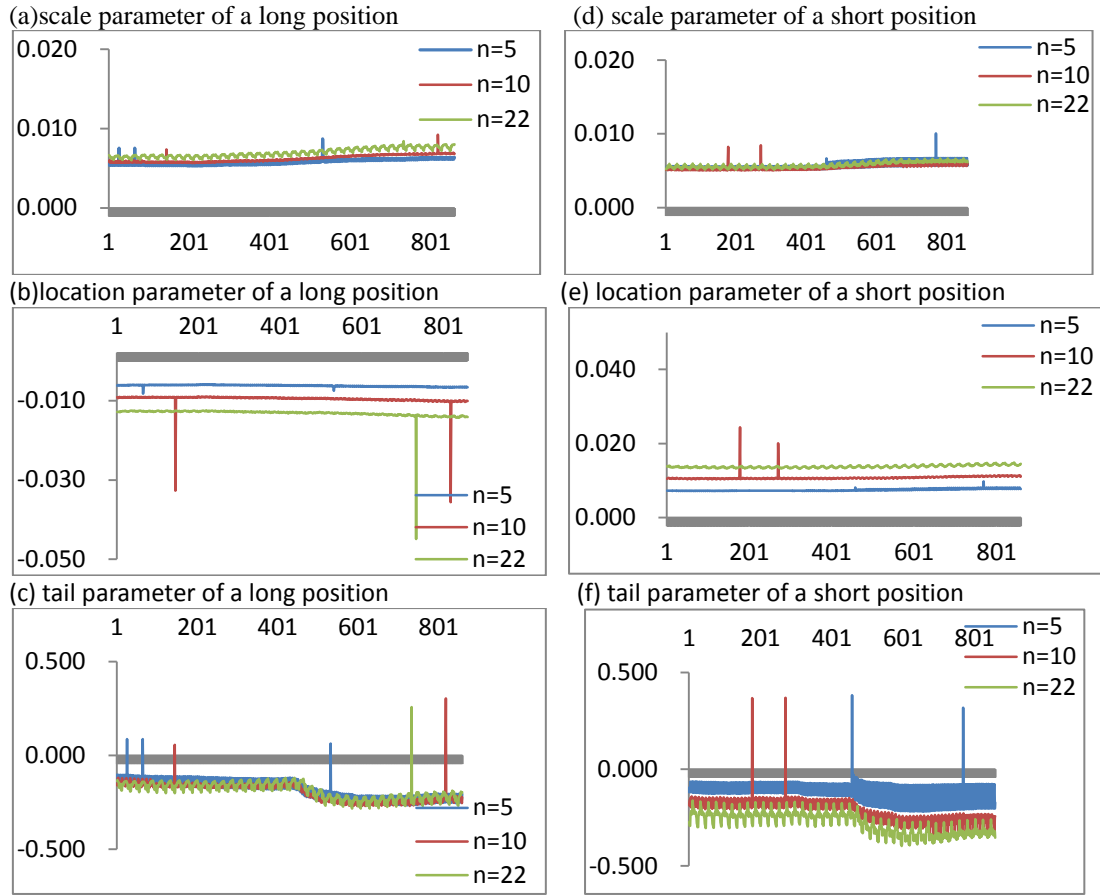 (a)scale parameter of a long position
0.020
0.010
0.000
1 201 401 601 801
n=5
n=10
n=22
(d) scale parameter of a short position
0.020
0.010
0.000
1 201 401 601 801
n=5
n=10
n=22
(b)location parameter of a long position
1 201 401 601 801
-0.010
-0.030
-0.050
n=5
n=10
n=22
(e) location parameter of a short position
0.040
0.020
0.000
1 201 401 601 801
n=5
n=10
n=22
(c) tail parameter of a long position
1 201 401 601 801
0.500
0.000
-0.500
n=5
n=10
n=22
(f) tail parameter of a short position
1 201 401 601 801
0.500
0.000
-0.500
n=5
n=10
n=22